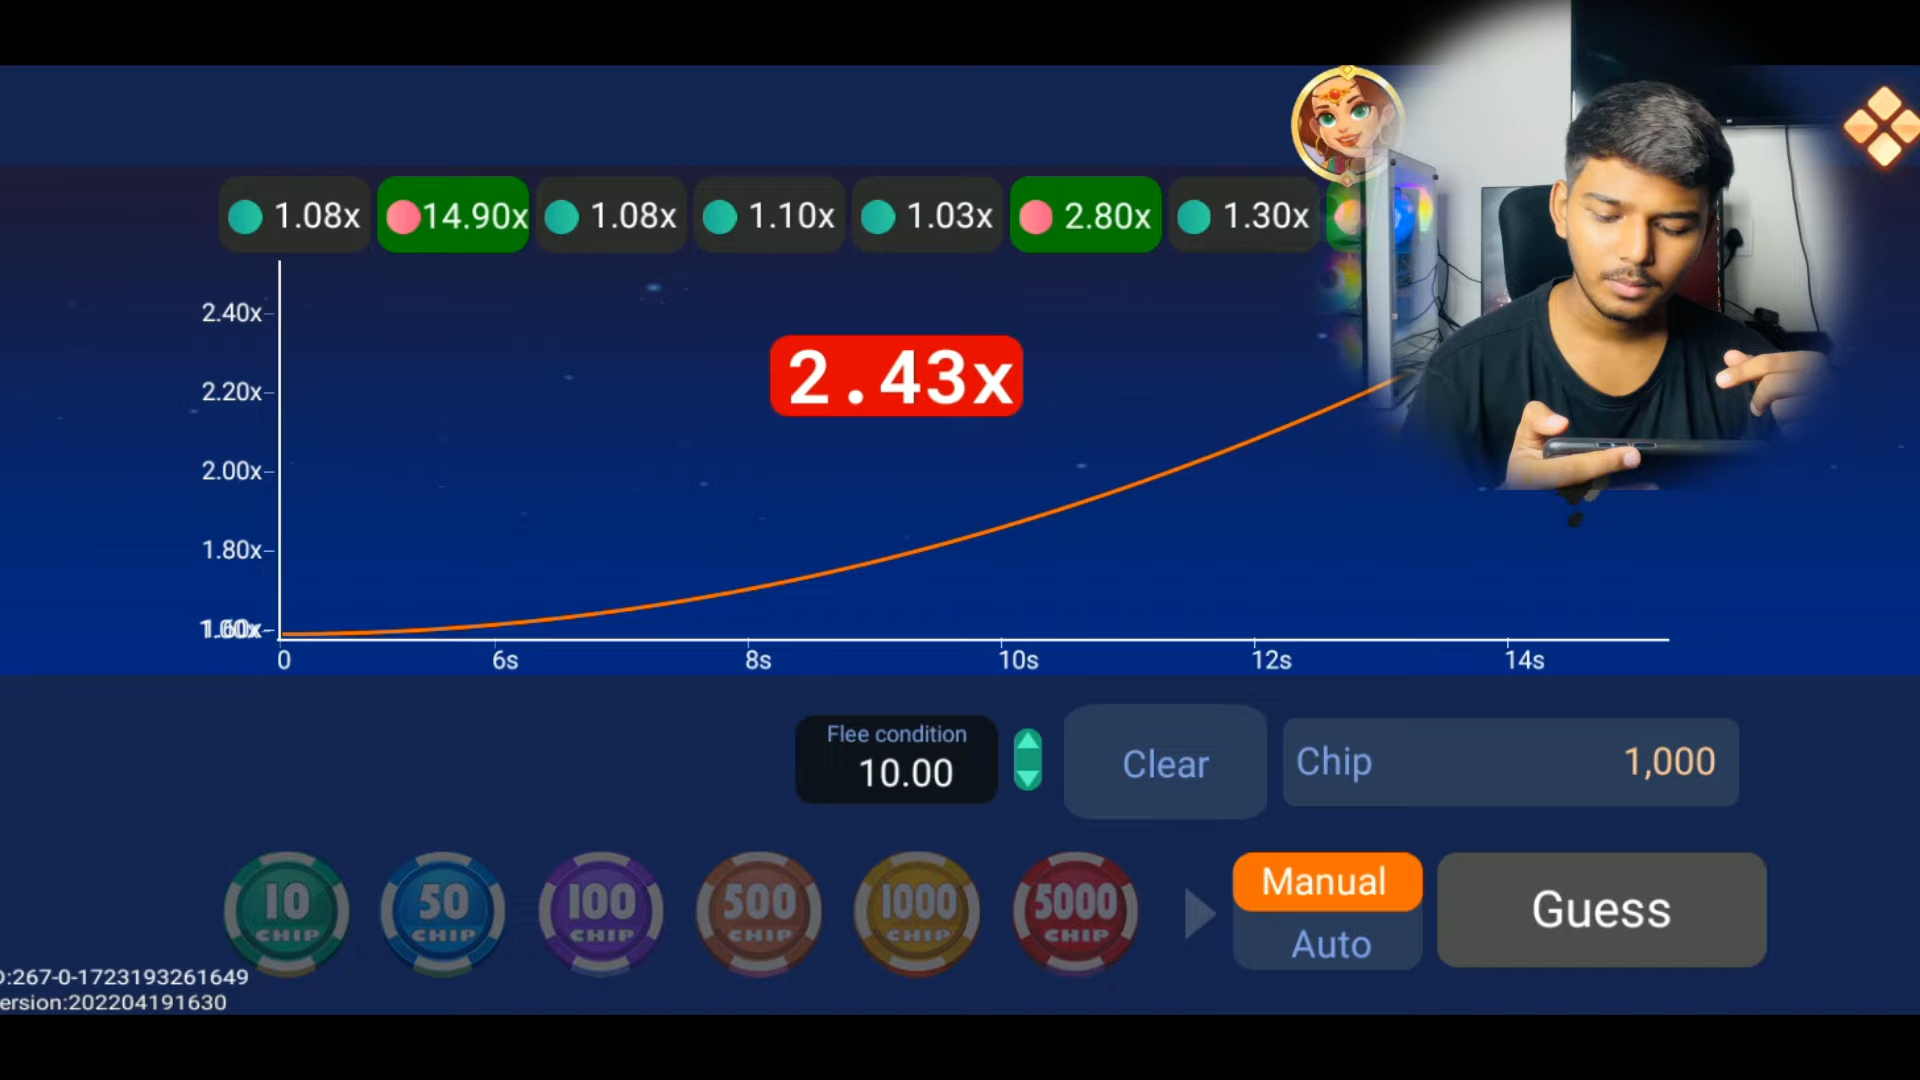 1.08x 14.90x 1.08x 1.10x 1.03x 2.80x 1.30x
2.40x
2.43x
2.20x
2.00x
1.80x
0 6s 8s 10s 12s 14s
Flee condition
10.00
Clear
Chip 1,000
10 CHIP
50 CHIP
100 CHIP
500 CHIP
1000 CHIP
5000 CHIP
Manual
Auto
Guess
:267-0-1723193261649
ersion:202204191630